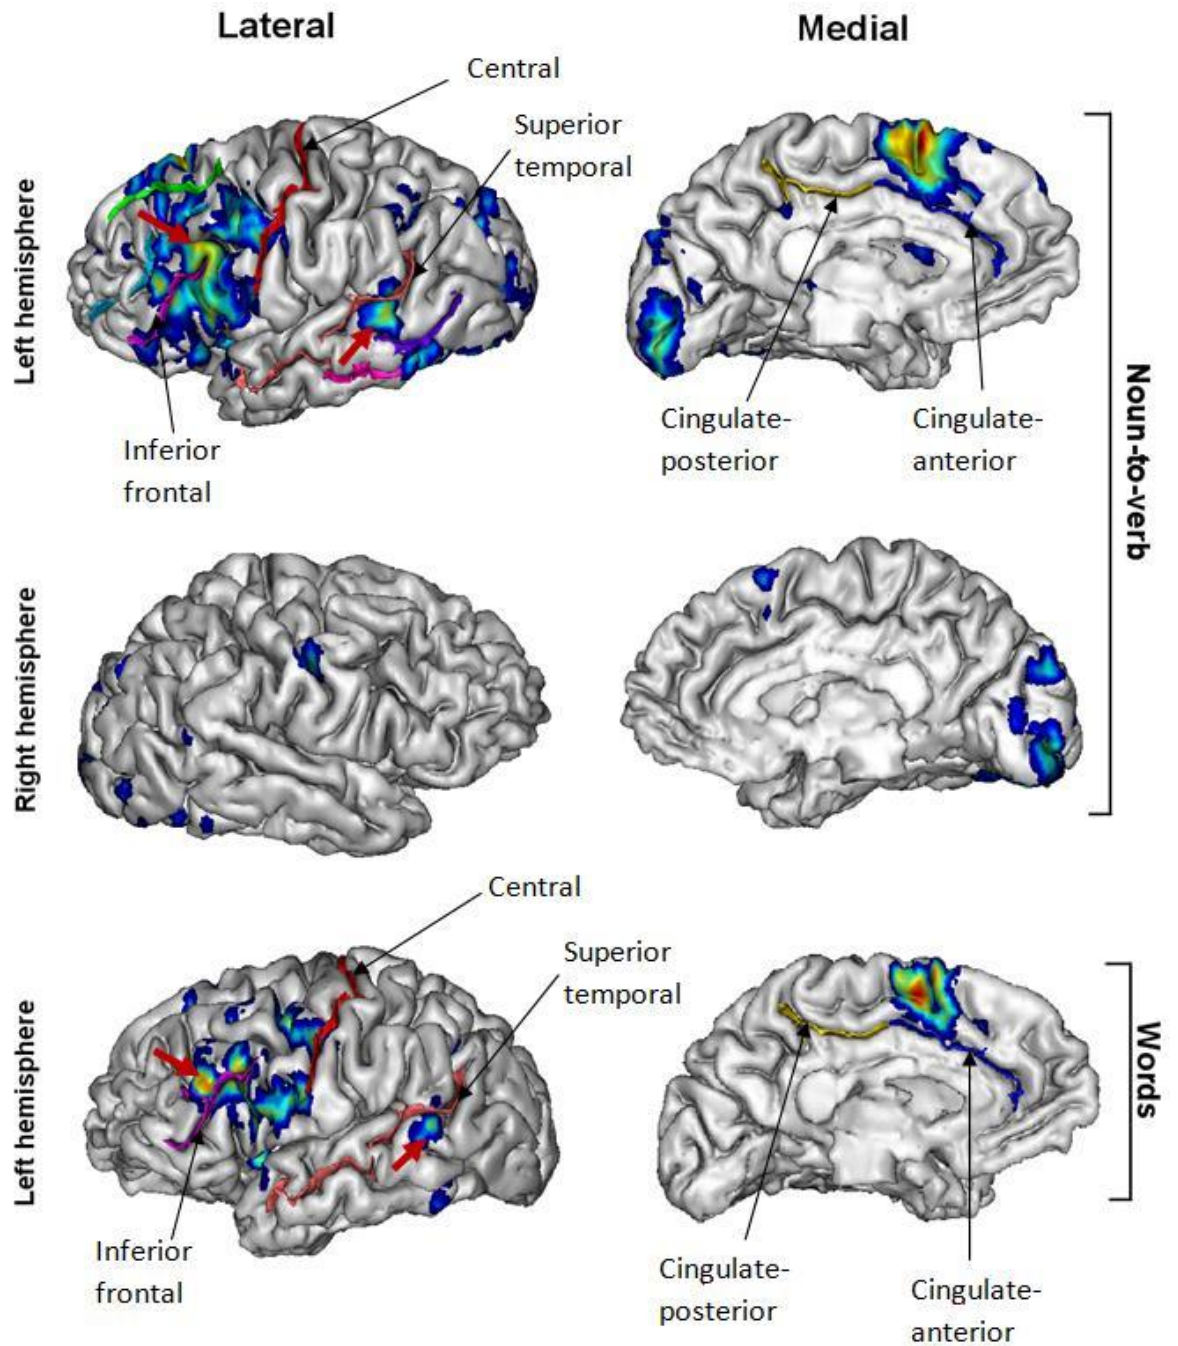 Lateral
Medial
Central
Superior
temporal
Left hemisphere
Cingulate-
posterior
Cingulate-
anterior
Inferior
frontal
Noun-to-verb
Right hemisphere
Central
Superior
temporal
Left hemisphere
Words
Inferior
frontal
Cingulate-
posterior
Cingulate-
anterior